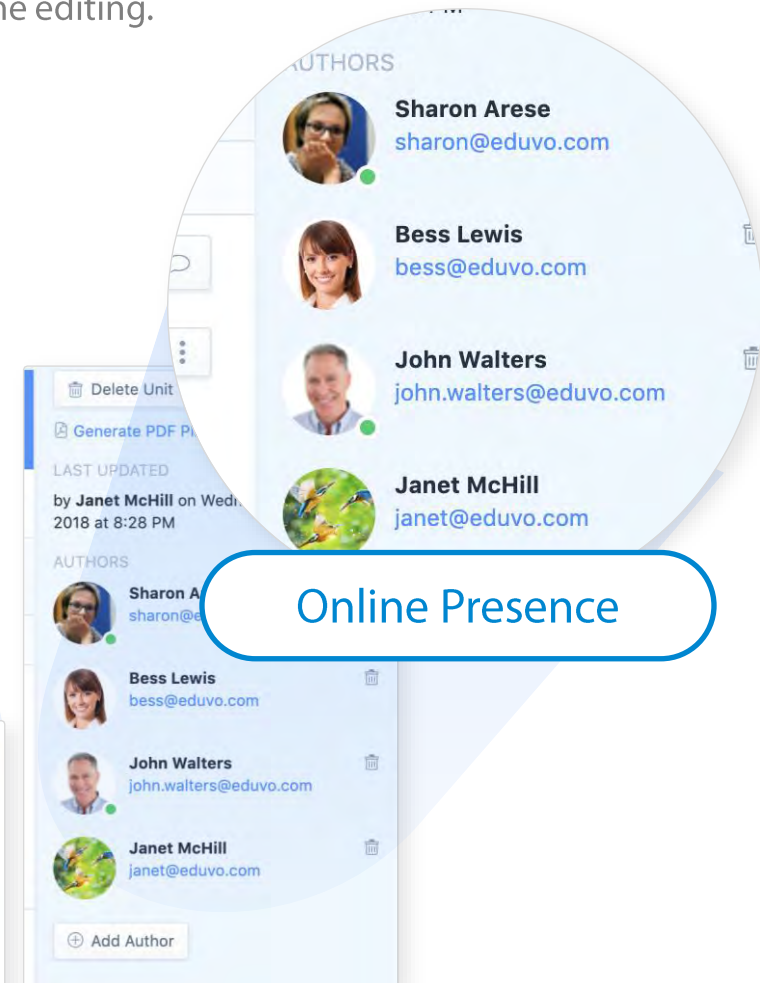 ne editing.
AUTHORS
Sharon Arese
sharon@eduvo.com
Bess Lewis
bess@eduvo.com
John Walters
john.walters@eduvo.com
Janet McHill
janet@eduvo.com
Online Presence
Delete Unit
Generate PDF
LAST UPDATED
by Janet McHill on
2018 at 8:28 PM
AUTHORS
Sharon A
sharon@e
Bess Lewis
bess@eduvo.com
John Walters
john.walters@eduvo.com
Janet McHill
janet@eduvo.com
Add Author